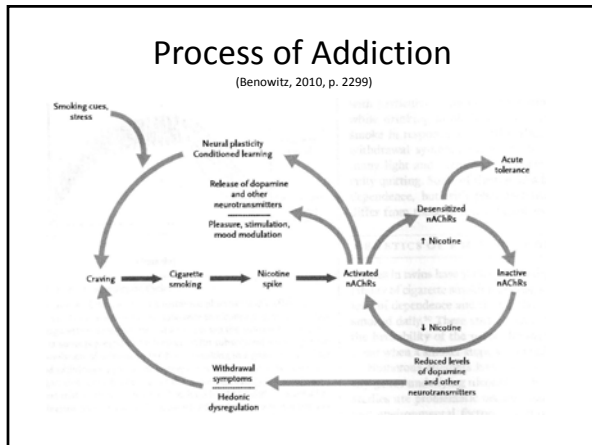 Process of Addiction
(Benowitz, 2010, p. 2299)
Smoking cues,
stress
Neural plasticity
Conditioned learning
Release of dopamine
and other
neurotransmitters
Pleasure, stimulation,
mood modulation
Acute
tolerance
Desensitized
nAChRs
↑ Nicotine
Craving
Cigarette
smoking
Nicotine
spike
Activated
nAChRs
Inactive
nAChRs
↓ Nicotine
Reduced levels
of dopamine
and other
neurotransmitters
Withdrawal
symptoms
Hedonic
dysregulation